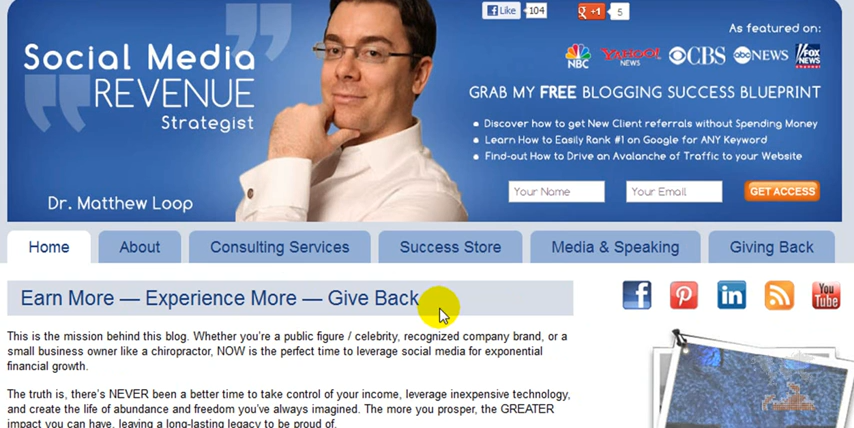 Like 104
g +1 5
As featured on:
NBC YAHOO! NEWS CBS abc NEWS FOX NEWS channel
Social Media
REVENUE
Strategist
Dr. Matthew Loop
GRAB MY FREE BLOGGING SUCCESS BLUEPRINT
Discover how to get New Client referrals without Spending Money
Learn How to Easily Rank #1 on Google for ANY Keyword
Find-out How to Drive an Avalanche of Traffic to your Website
Your Name Your Email GET ACCESS
Home About Consulting Services Success Store Media & Speaking Giving Back
Earn More — Experience More — Give Back
f P in You Tube
This is the mission behind this blog. Whether you're a public figure / celebrity, recognized company brand, or a
small business owner like a chiropractor, NOW is the perfect time to leverage social media for exponential
financial growth.
The truth is, there's NEVER been a better time to take control of your income, leverage inexpensive technology,
and create the life of abundance and freedom you've always imagined. The more you prosper, the GREATER
impact you can have, leaving a long-lasting legacy to be proud of.